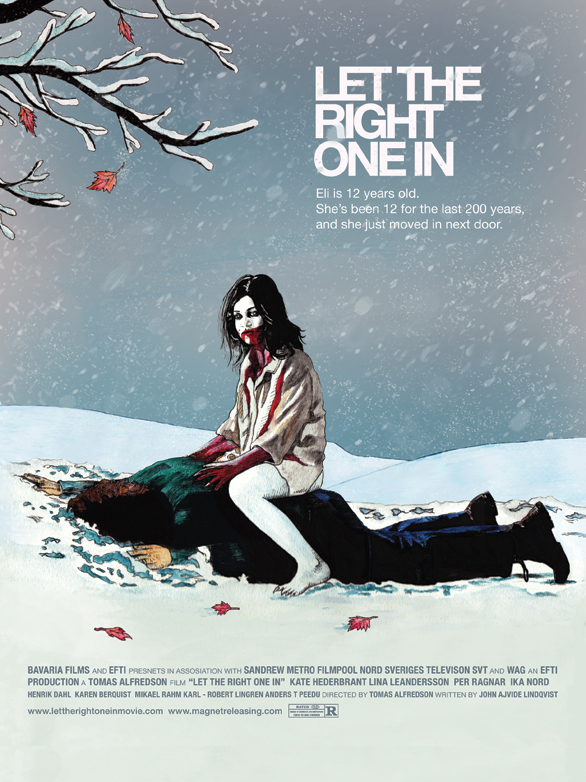 LET THE
RIGHT
ONE IN
Eli is 12 years old.
She's been 12 for the last 200 years,
and she just moved in next door.
BAVARIA FILMS AND EFTI PRESNETS IN ASSOSIATION WITH SANDREW METRO FILMPOOL NORD SVERIGES TELEVISON SVT AND WAG AN EFTI
PRODUCTION A TOMAS ALFREDSON FILM "LET THE RIGHT ONE IN" KATE HEDERBRANT LINA LEANDERSSON PER RAGNAR IKA NORD
HENRIK DAHL KAREN BERQUIST MIKAEL RAHM KARL - ROBERT LINGREN ANDERS T PEEDU DIRECTED BY TOMAS ALFREDSON WRITTEN BY JOHN AJVIDE LINDQVIST
www.lettherightoneinmovie.com www.magnetreleasing.com R